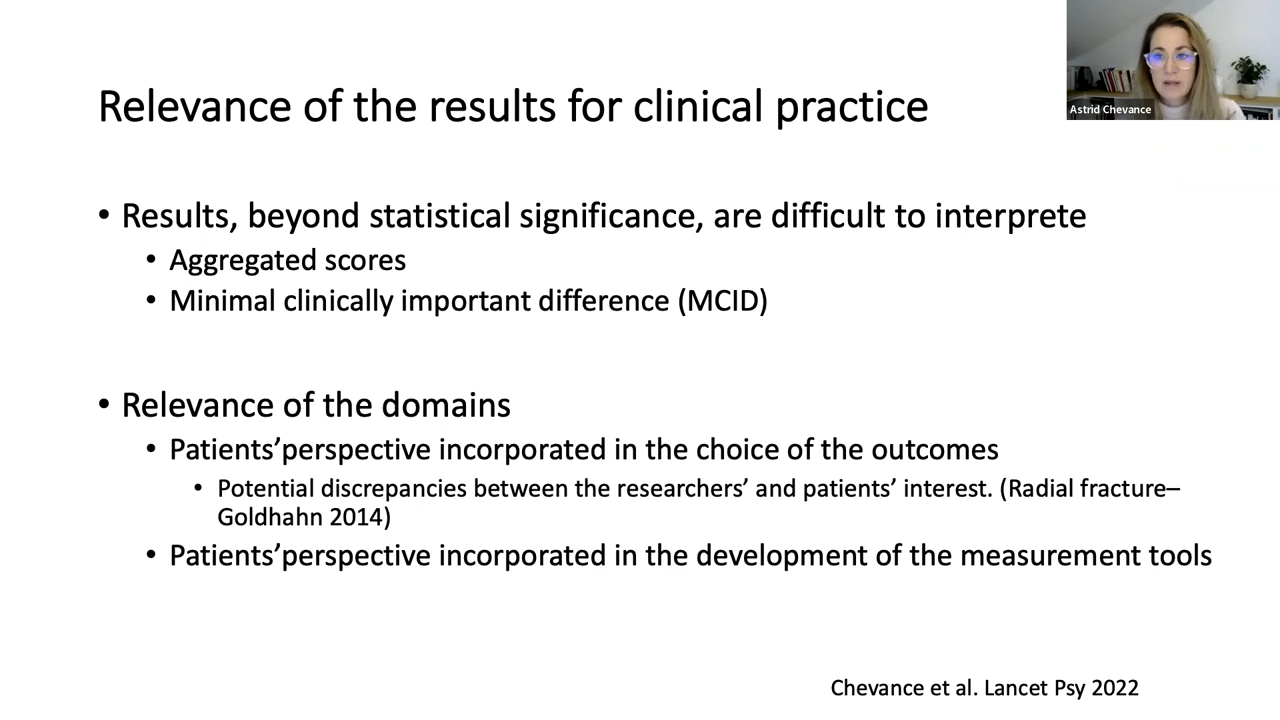 Astrid Chevance
Relevance of the results for clinical practice
• Results, beyond statistical significance, are difficult to interprete
• Aggregated scores
• Minimal clinically important difference (MCID)
• Relevance of the domains
• Patients’perspective incorporated in the choice of the outcomes
• Potential discrepancies between the researchers’ and patients’ interest. (Radial fracture–
Goldhahn 2014)
• Patients’perspective incorporated in the development of the measurement tools
Chevance et al. Lancet Psy 2022